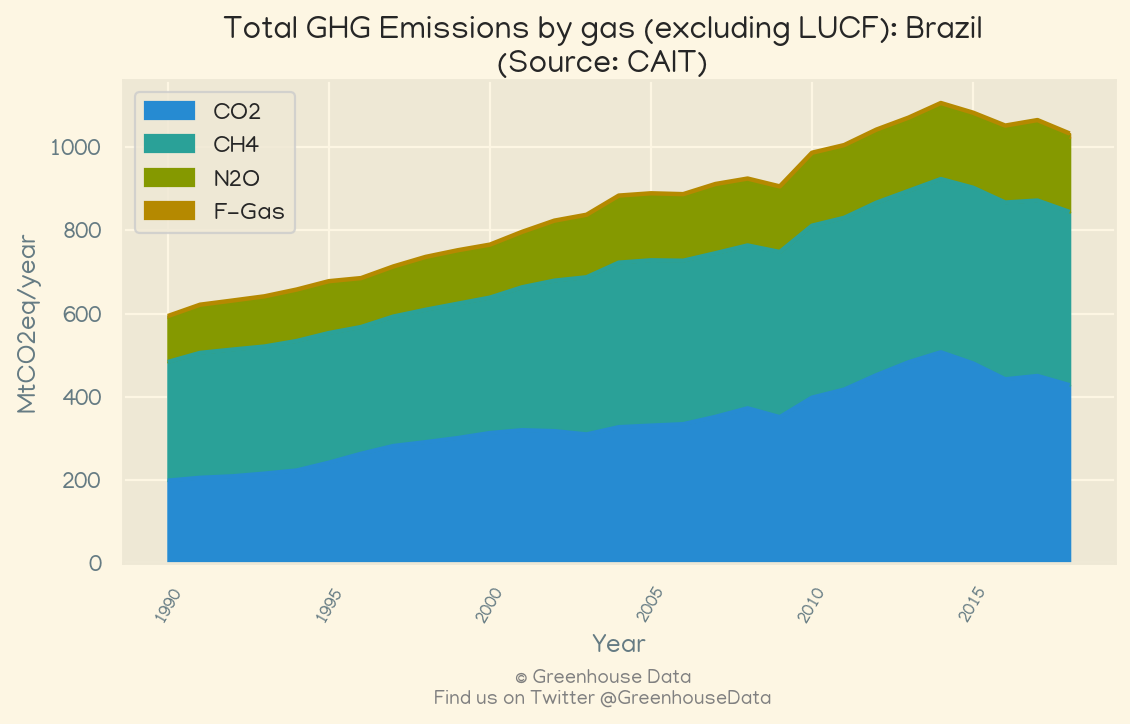 Total GHG Emissions by gas (excluding LUCF): Brazil
(Source: CAIT)
CO2
CH4
N2O
F-Gas
MtCO2eq/year
1000
800
600
400
200
0
1990
1995
2000
2005
2010
2015
Year
© Greenhouse Data
Find us on Twitter @GreenhouseData